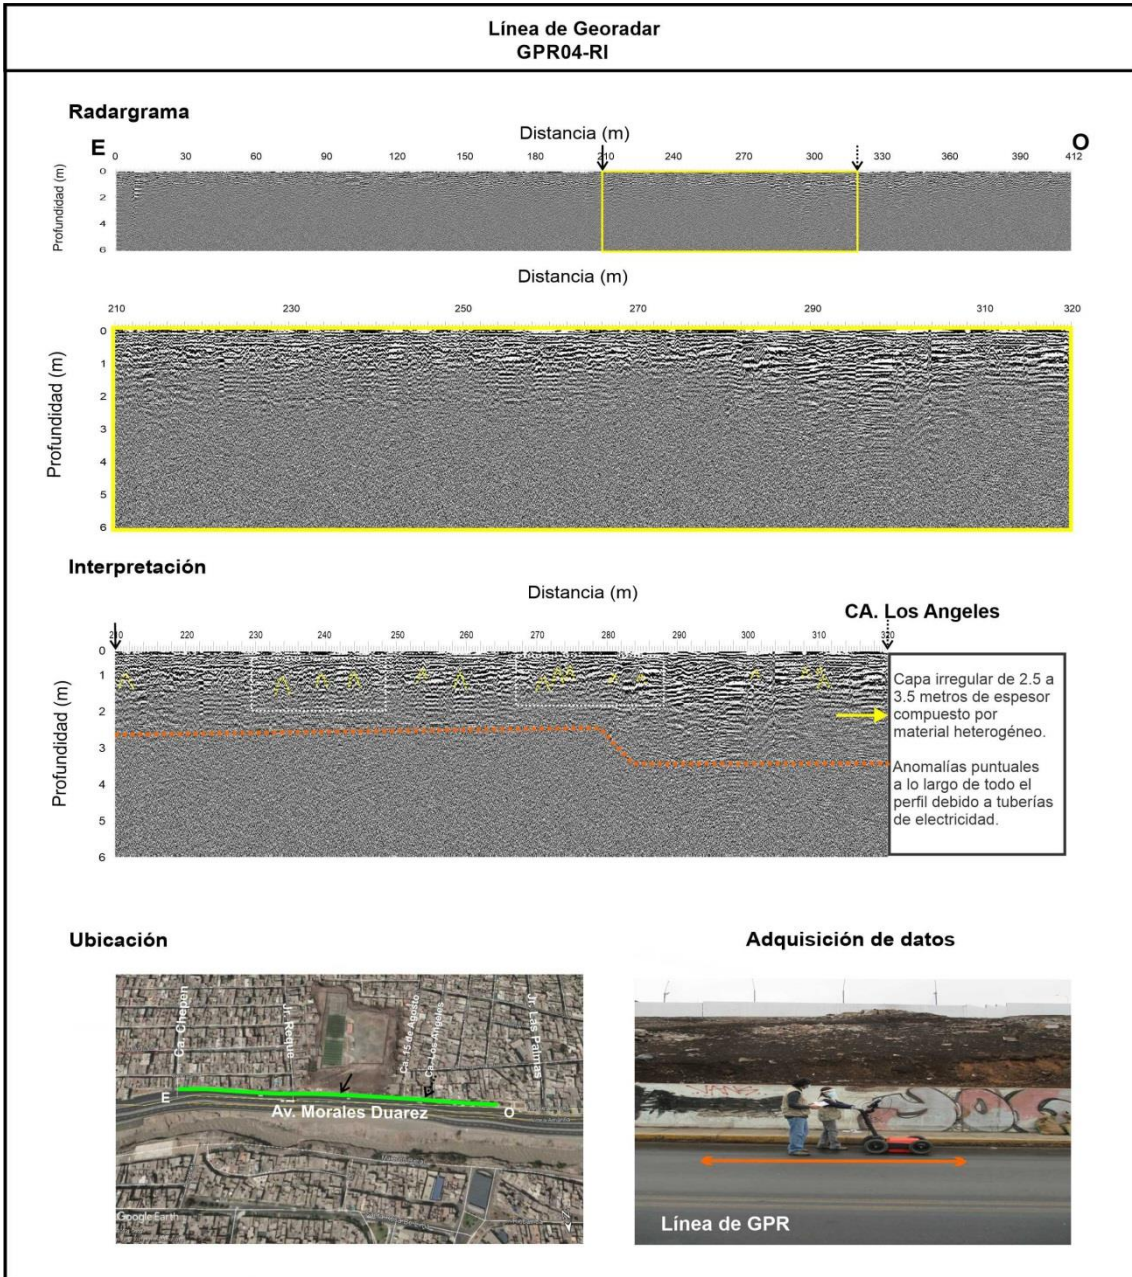 Línea de Georadar
GPR04-RI
Radargrama
Distancia (m)
E
O
0 30 60 90 120 150 180 210 240 270 300 330 360 390 412
Profundidad (m)
0
2
4
6
Distancia (m)
210 230 250 270 290 310 320
Profundidad (m)
0
1
2
3
4
5
6
Interpretación
Distancia (m)
CA. Los Angeles
210 220 230 240 250 260 270 280 290 300 310 320
Profundidad (m)
0
1
2
3
4
5
6
Capa irregular de 2.5 a
3.5 metros de espesor
compuesto por
material heterogéneo.
Anomalías puntuales
a lo largo de todo el
perfil debido a tuberías
de electricidad.
Ubicación
Adquisición de datos
Ca. Chepen
Jr. Reque
Ca. 15 de Agosto
Ca. Los Angeles
Jr. Las Palmas
E
O
Av. Morales Duarez
Google Earth
Línea de GPR